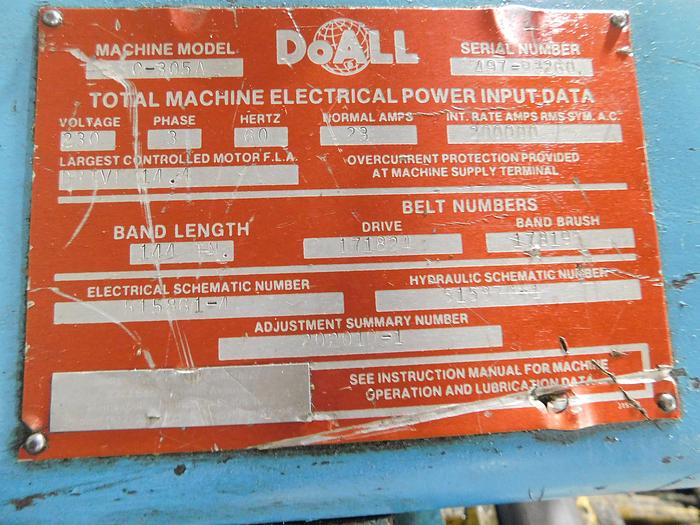 MACHINE MODEL
DoALL
SERIAL NUMBER
C-305A
TOTAL MACHINE ELECTRICAL POWER INPUT DATA
VOLTAGE PHASE HERTZ NORMAL AMPS INT. RATE AMPS RMS SYM. A.C.
230 3 60 23 200000
LARGEST CONTROLLED MOTOR F.L.A.
14.4
OVERCURRENT PROTECTION PROVIDED
AT MACHINE SUPPLY TERMINAL
BELT NUMBERS
BAND LENGTH DRIVE BAND BRUSH
144 IN. 171824
ELECTRICAL SCHEMATIC NUMBER HYDRAULIC SCHEMATIC NUMBER
ADJUSTMENT SUMMARY NUMBER
SEE INSTRUCTION MANUAL FOR MACHINE
OPERATION AND LUBRICATION DATA